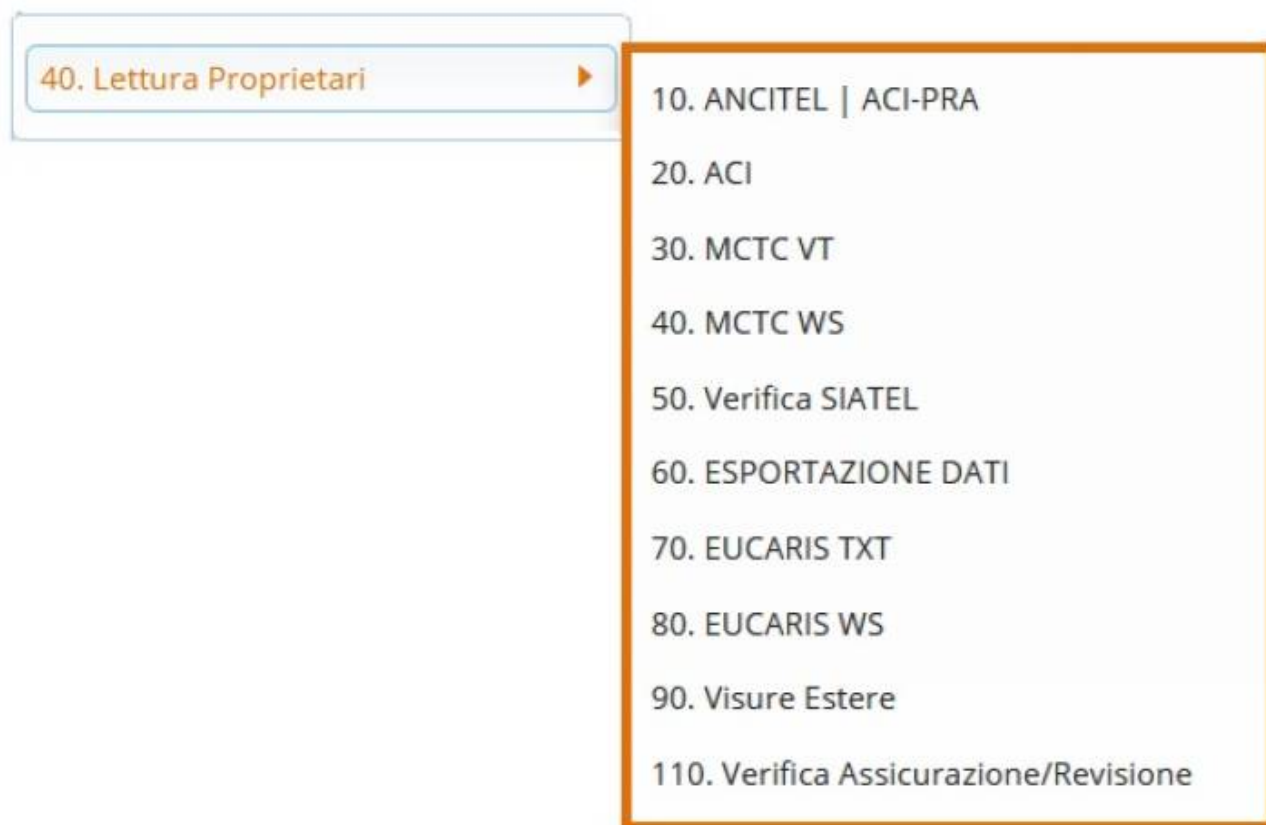 40. Lettura Proprietari
10. ANCITEL | ACI-PRA
20. ACI
30. MCTC VT
40. MCTC WS
50. Verifica SIATEL
60. ESPORTAZIONE DATI
70. EUCARIS TXT
80. EUCARIS WS
90. Visure Estere
110. Verifica Assicurazione/Revisione